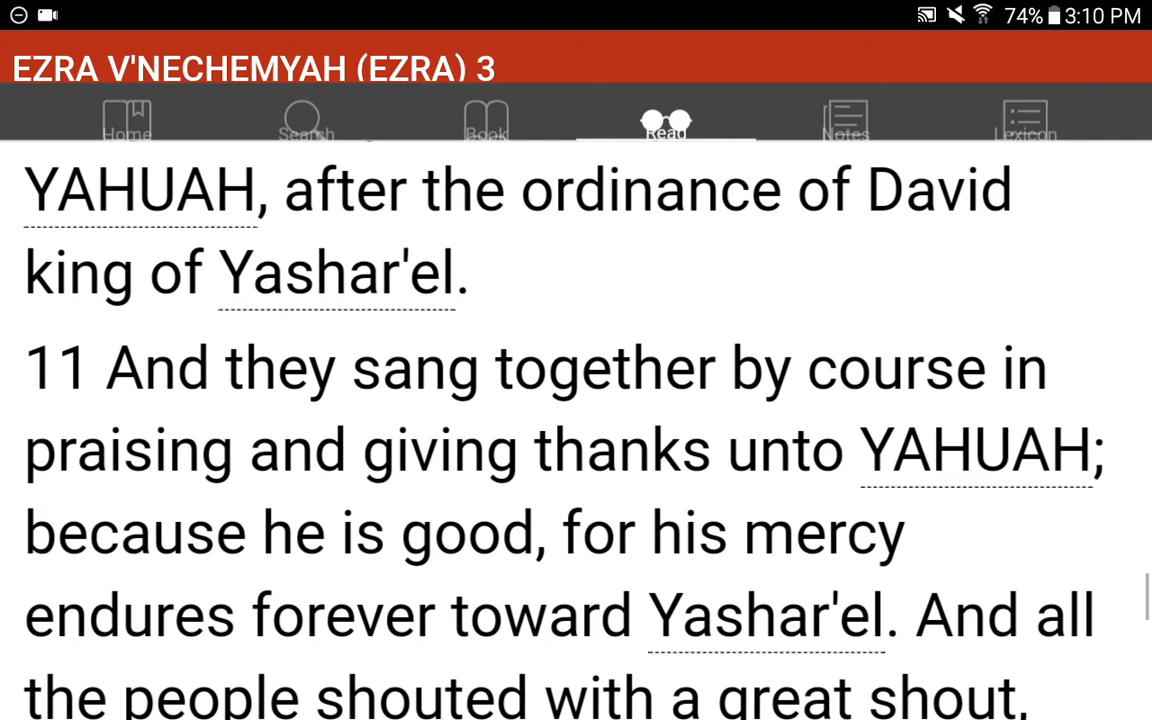 74% 3:10 PM
EZRA V'NECHEMYAH (EZRA) 3
Home Search Book Read Notes Lexicon
YAHUAH, after the ordinance of David
king of Yashar'el.
11 And they sang together by course in
praising and giving thanks unto YAHUAH;
because he is good, for his mercy
endures forever toward Yashar'el. And all
the people shouted with a great shout,